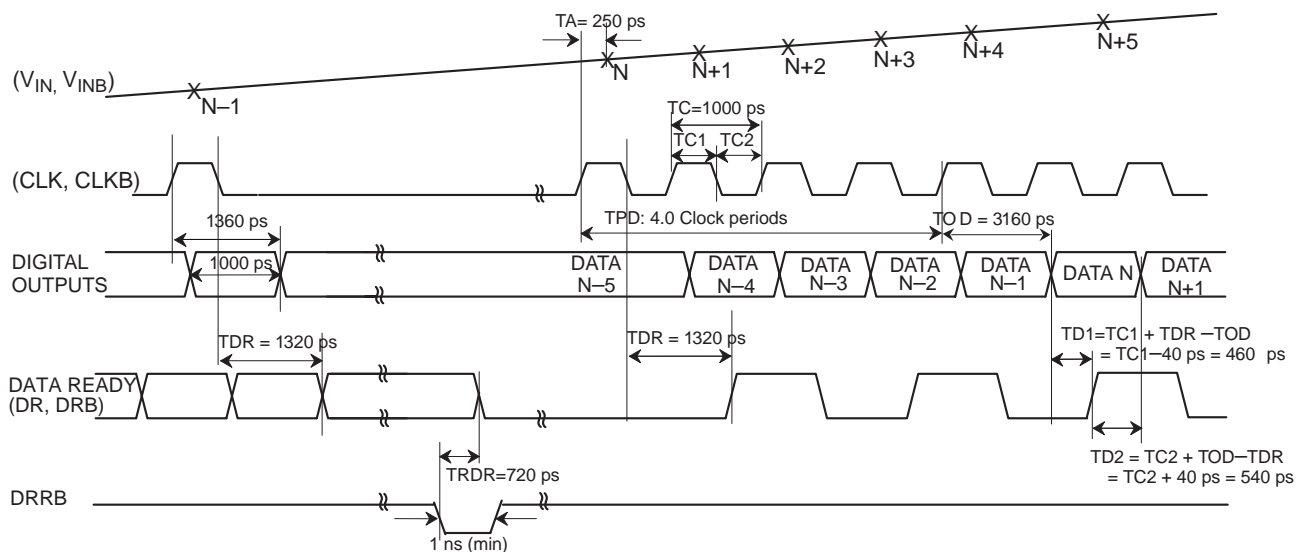 TA= 250 ps
N+5
N+4
N+3
N+2
N+1
N
(VIN, VINB)
N–1
TC=1000 ps
TC1 TC2
(CLK, CLKB)
1360 ps
TPD: 4.0 Clock periods
TOD = 3160 ps
DIGITAL
OUTPUTS
1000 ps
DATA
N–5
DATA
N–4
DATA
N–3
DATA
N–2
DATA
N–1
DATA N
DATA
N+1
TDR = 1320 ps
TDR = 1320 ps
TD1=TC1 + TDR –TOD
= TC1–40 ps = 460 ps
DATA READY
(DR, DRB)
TRDR=720 ps
TD2 = TC2 + TOD–TDR
= TC2 + 40 ps = 540 ps
DRRB
1 ns (min)